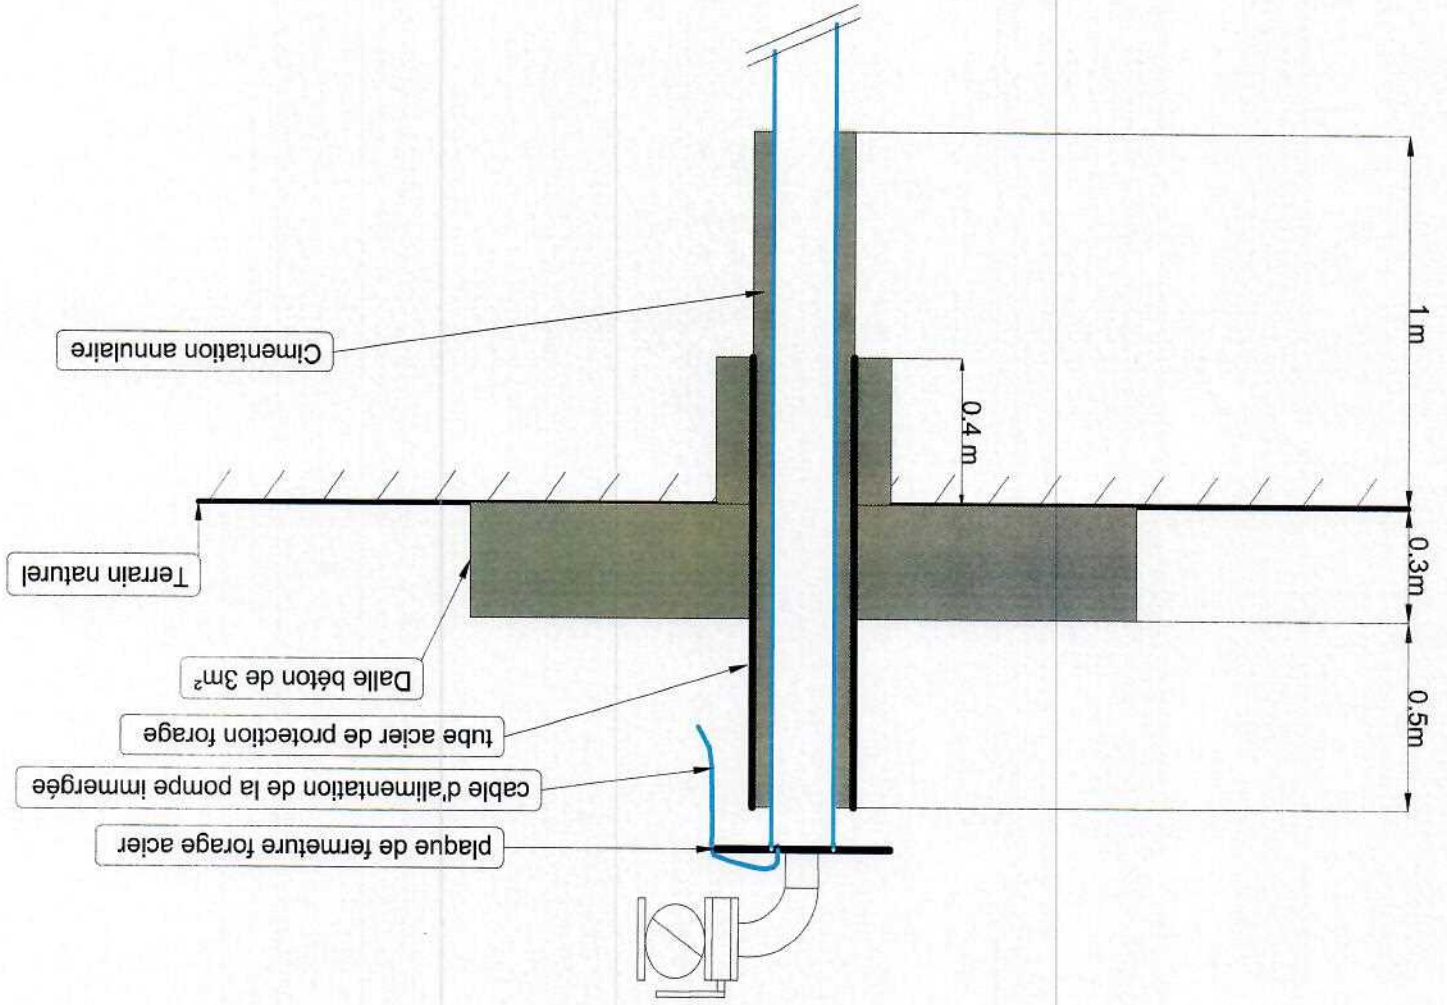 plaque de fermeture forage acier
cable d'alimentation de la pompe immergée
tube acier de protection forage
Dalle béton de 3m²
Terrain naturel
Cimentation annulaire
0.5m
0.3m
0.4 m
1 m